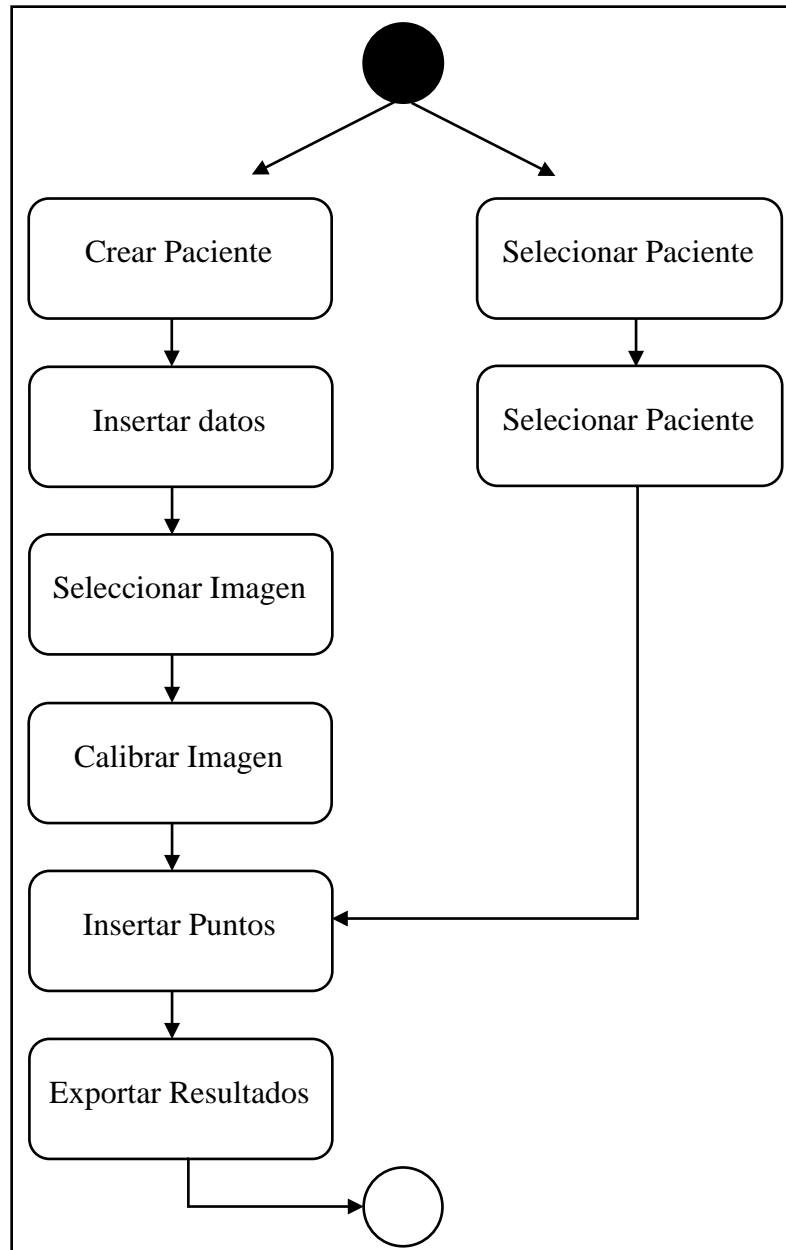 Crear Paciente
Selecionar Paciente
Insertar datos
Selecionar Paciente
Seleccionar Imagen
Calibrar Imagen
Insertar Puntos
Exportar Resultados